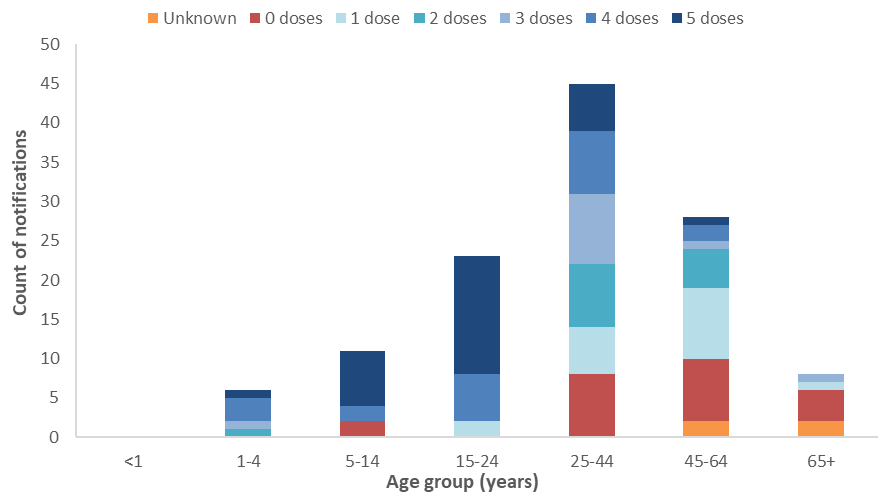 Unknown 0 doses 1 dose 2 doses 3 doses 4 doses 5 doses
50
45
40
35
30
25
20
15
10
5
0
Count of notifications
<1 1-4 5-14 15-24 25-44 45-64 65+
Age group (years)